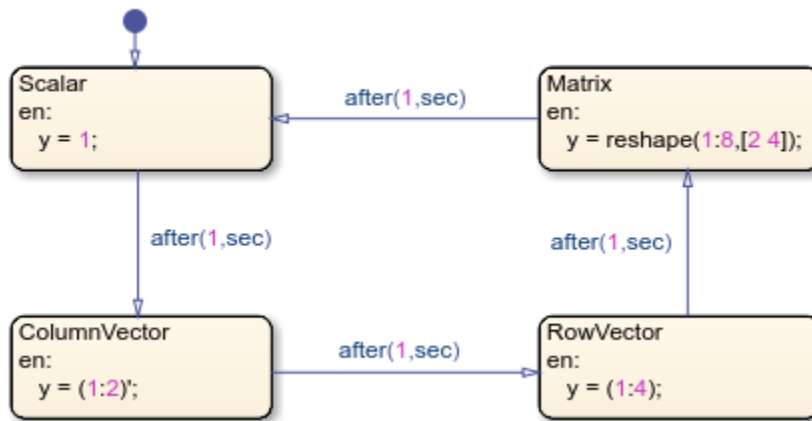 Scalar
en:
y = 1;
after(1,sec)
Matrix
en:
y = reshape(1:8,[2 4]);
after(1,sec)
after(1,sec)
ColumnVector
en:
y = (1:2)';
after(1,sec)
RowVector
en:
y = (1:4);